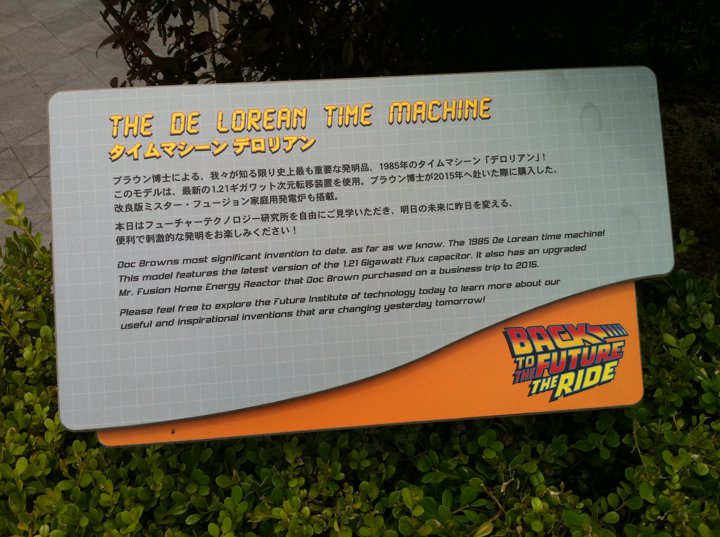 THE DE LOREAN TIME MACHINE
タイムマシーン デロリアン
ブラウン博士による、我々が知る限り史上最も重要な発明品、1985年のタイムマシーン「デロリアン」!
このモデルは、最新の1.21ギガワット次元転移装置を使用。ブラウン博士が2015年へ赴いた際に購入した、
改良版ミスター・フュージョン家庭用発電炉も搭載。
本日はフューチャーテクノロジー研究所を自由にご見学いただき、明日の未来に昨日を変える、
便利で刺激的な発明をお楽しみください!
Doc Browns most significant invention to date, as far as we know. The 1985 De Lorean time machine!
This model features the latest version of the 1.21 Gigawatt Flux capacitor. It also has an upgraded
Mr. Fusion Home Energy Reactor that Doc Brown purchased on a business trip to 2015.
Please feel free to explore the Future Institute of technology today to learn more about our
useful and inspirational inventions that are changing yesterday tomorrow!
BACK
TO THE FUTURE
THE RIDE